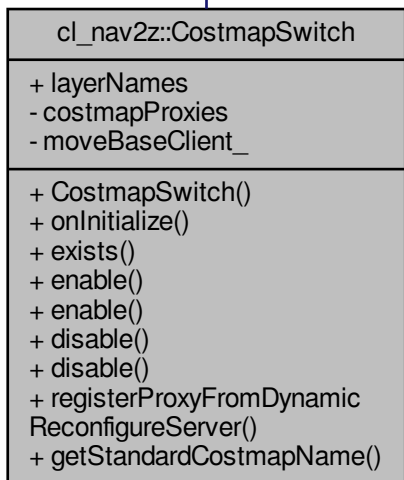 cl_nav2z::CostmapSwitch
+ layerNames
- costmapProxies
- moveBaseClient_
+ CostmapSwitch()
+ onInitialize()
+ exists()
+ enable()
+ enable()
+ disable()
+ disable()
+ registerProxyFromDynamic
ReconfigureServer()
+ getStandardCostmapName()